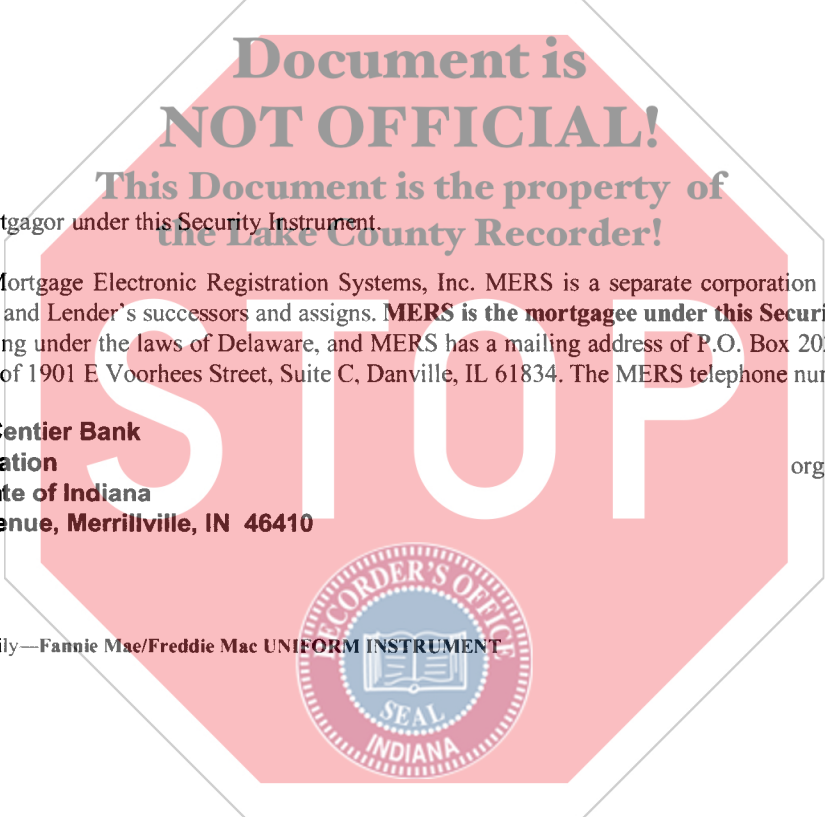 Document is
NOT OFFICIAL!
This Document is the property of
the Lake County Recorder!
tgagor under this Security Instrument.
Mortgage Electronic Registration Systems, Inc. MERS is a separate corporation
and Lender's successors and assigns. MERS is the mortgagee under this Securi
ng under the laws of Delaware, and MERS has a mailing address of P.O. Box 202
of 1901 E Voorhees Street, Suite C, Danville, IL 61834. The MERS telephone nur
STOP
Centier Bank
ation
org
te of Indiana
enue, Merrillville, IN 46410
ily—Fannie Mae/Freddie Mac UNIFORM INSTRUMENT
RECORDER'S OFFICE
SEAL
INDIANA